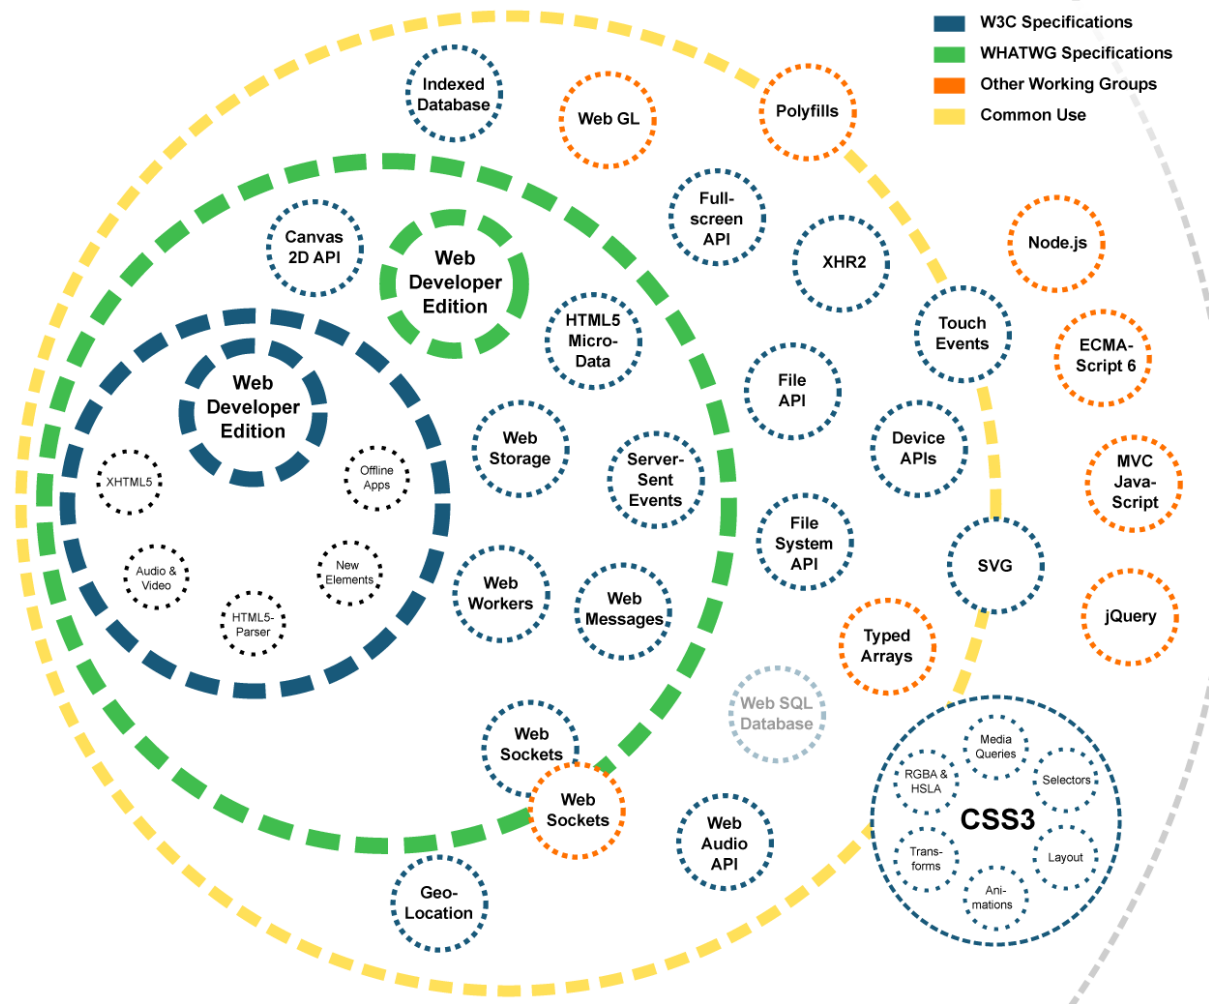 W3C Specifications
WHATWG Specifications
Other Working Groups
Common Use
Indexed
Database
Web GL
Polyfills
Full-
screen
API
XHR2
Node.js
Canvas
2D API
Web
Developer
Edition
HTML5
Micro-
Data
Touch
Events
ECMA-
Script 6
Web
Developer
Edition
File
API
Web
Storage
Server-
Sent
Events
Device
APIs
MVC
Java-
Script
XHTML5
Offline
Apps
File
System
API
SVG
Audio &
Video
New
Elements
HTML5-
Parser
Web
Workers
Web
Messages
Typed
Arrays
jQuery
Web SQL
Database
Web
Sockets
Web
Sockets
Web
Audio
API
Geo-
Location
Media
Queries
RGBA &
HSLA
Selectors
CSS3
Trans-
forms
Layout
Ani-
mations